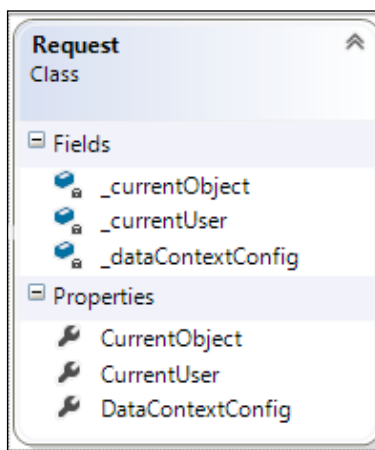 Request
Class
Fields
_currentObject
_currentUser
_dataContextConfig
Properties
CurrentObject
CurrentUser
DataContextConfig